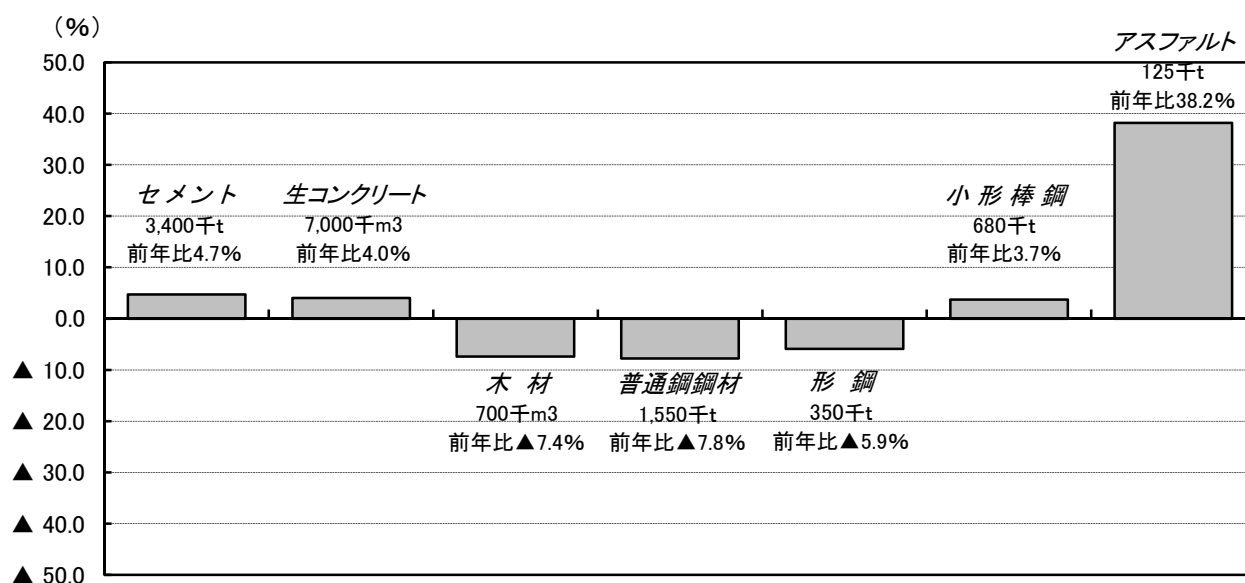 （%）
50.0
40.0
30.0
20.0
10.0
0.0
▲ 10.0
▲ 20.0
▲ 30.0
▲ 40.0
▲ 50.0
セメント
3,400千t
前年比4.7%
生コンクリート
7,000千m3
前年比4.0%
木 材
700千m3
前年比▲7.4%
普通鋼鋼材
1,550千t
前年比▲7.8%
形 鋼
350千t
前年比▲5.9%
小 形 棒 鋼
680千t
前年比3.7%
アスファルト
125千t
前年比38.2%